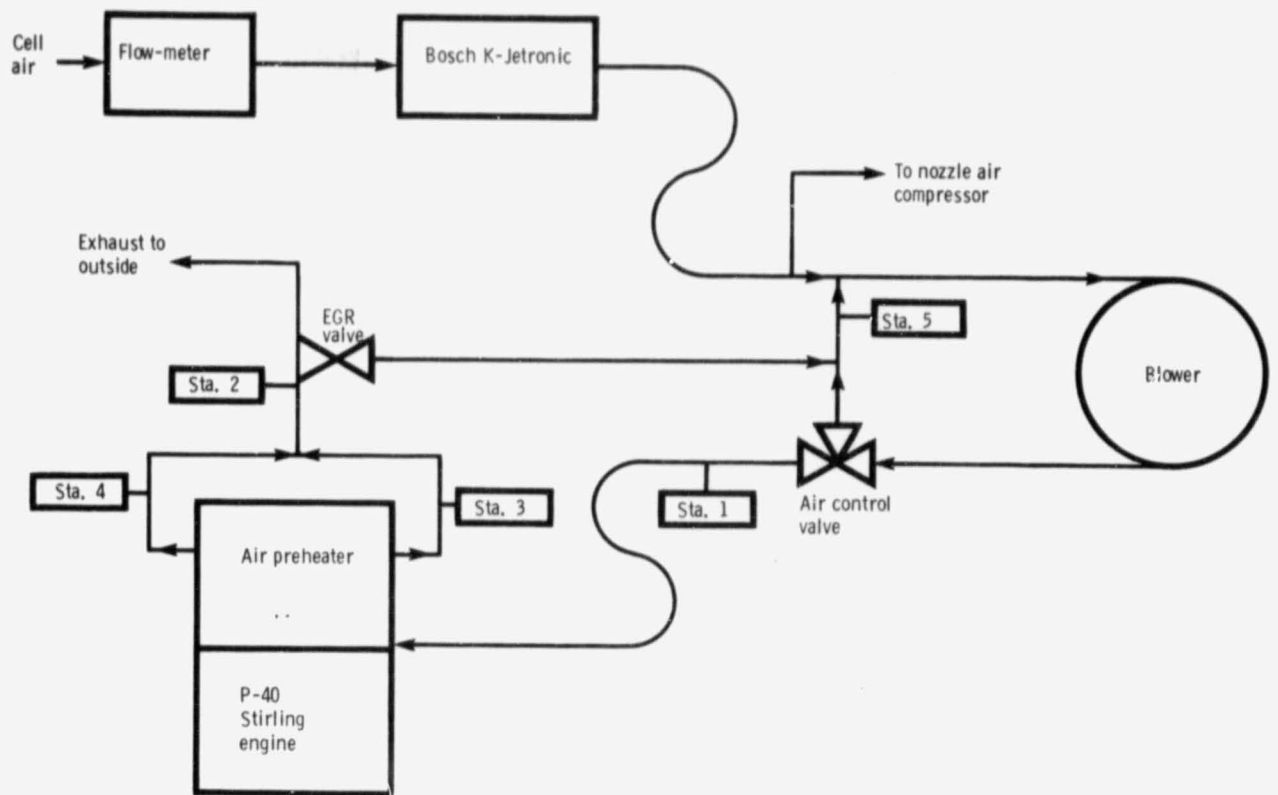 Cell
air
Flow-meter
Bosch K-Jetronic
To nozzle air
compressor
Exhaust to
outside
EGR
valve
Sta. 5
Sta. 2
Blower
Sta. 4
Sta. 3
Sta. 1
Air control
valve
Air preheater
P-40
Stirling
engine